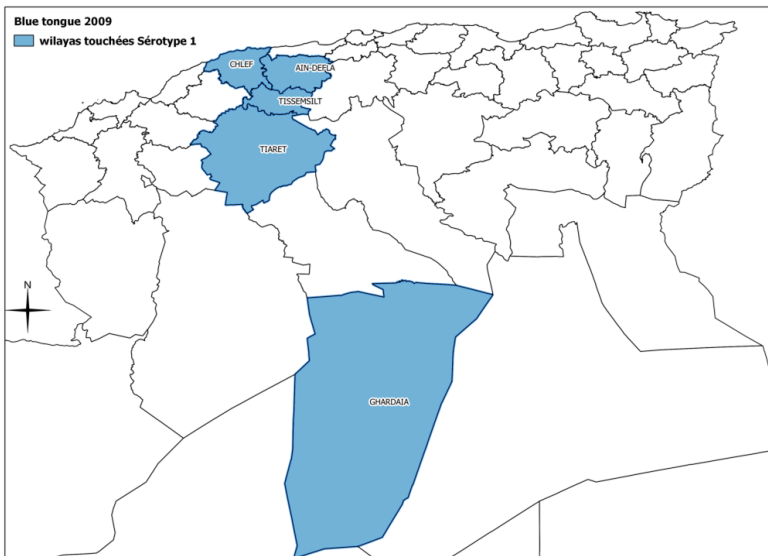 Blue tongue 2009
wilayas touchées Sérotype 1
CHLEF
AIN-DEFLA
TISSEMSILT
TIARET
N
GHARDAIA